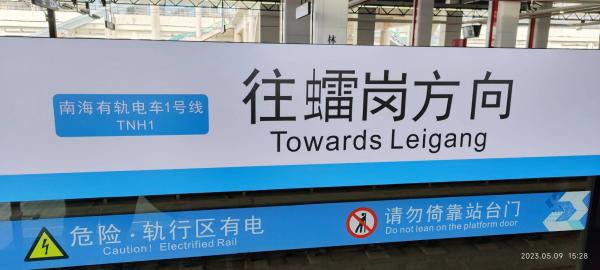 南海有轨电车1号线
TNH1
往𧒽岗方向
Towards Leigang
危险·轨行区有电
Caution! Electrified Rail
请勿倚靠站台门
Do not lean on the platform door
2023.05.09 15:28